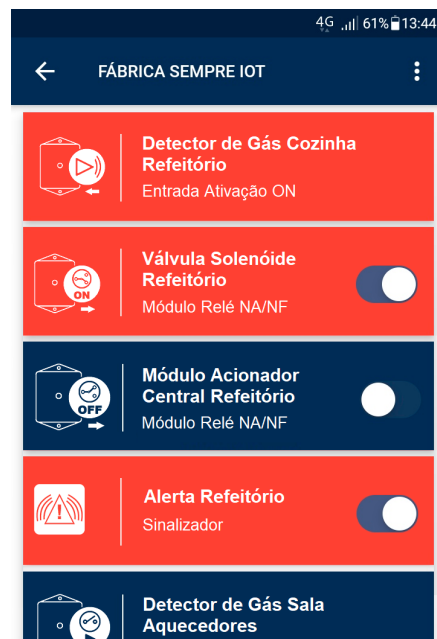 4G 61% 13:44
FÁBRICA SEMPRE IOT
Detector de Gás Cozinha
Refeitório
Entrada Ativação ON
Válvula Solenóide
Refeitório
Módulo Relé NA/NF
ON
Módulo Acionador
Central Refeitório
Módulo Relé NA/NF
OFF
Alerta Refeitório
Sinalizador
Detector de Gás Sala
Aquecedores